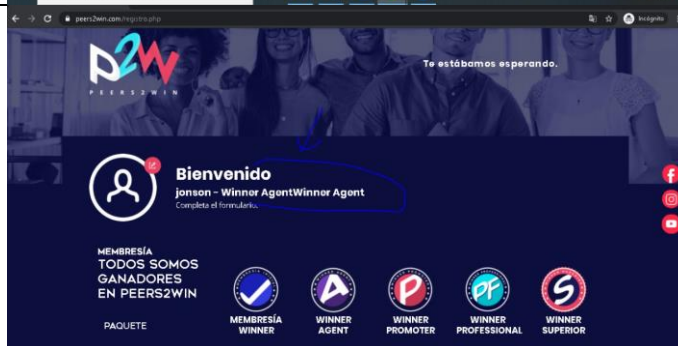 peers2win.com/registro.php
Incógnito
P2W
PEERS2WIN
Te estábamos esperando.
Bienvenido
jonson - Winner AgentWinner Agent
Completa el formulario.
MEMBRESÍA
TODOS SOMOS
GANADORES
EN PEERS2WIN
PAQUETE
MEMBRESÍA
WINNER
A
WINNER
AGENT
P
WINNER
PROMOTER
PF
WINNER
PROFESSIONAL
S
WINNER
SUPERIOR